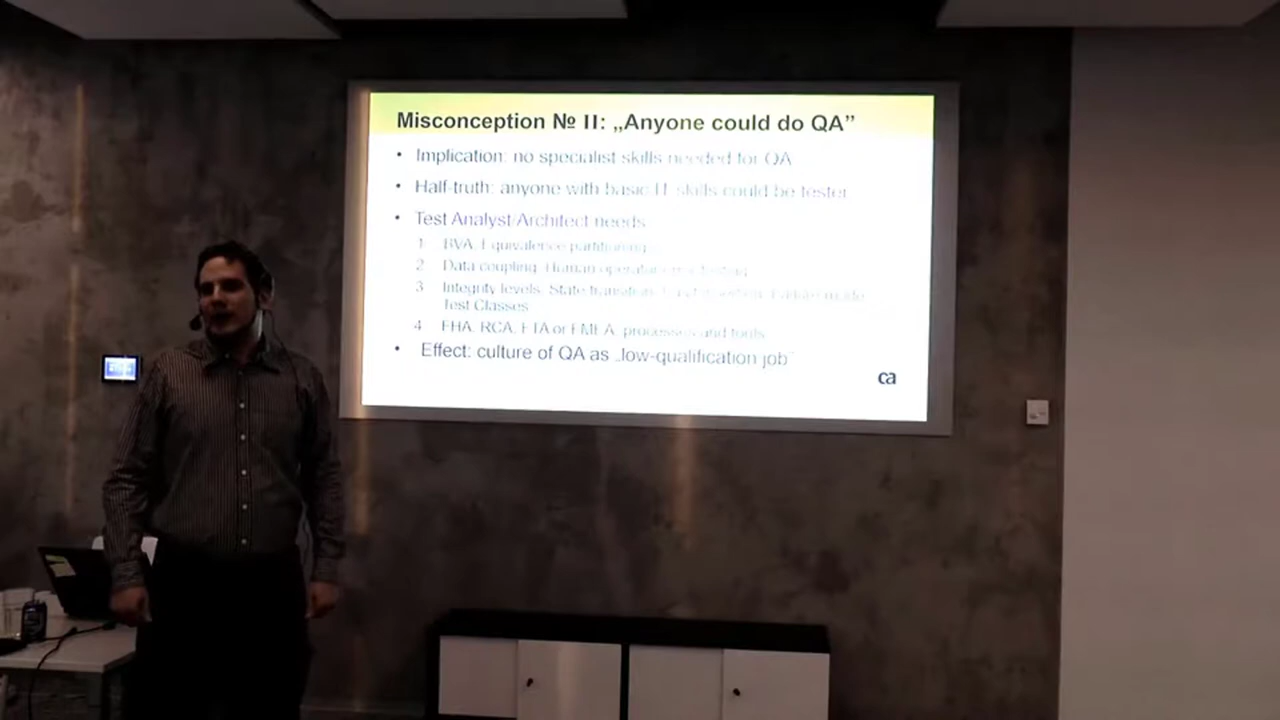 Misconception № II: „Anyone could do QA”
• Implication: no specialist skills needed for QA
• Half-truth: anyone with basic IT skills could be tester
• Test Analyst/Architect needs
1 BVA, Equivalence partitioning
2 Data coupling, Human operator testing
3 Integrity levels, State transition, Failure mode
Test Classes
4 FHA, RCA, FTA or FMEA processes and tools
• Effect: culture of QA as „low-qualification job”
ca